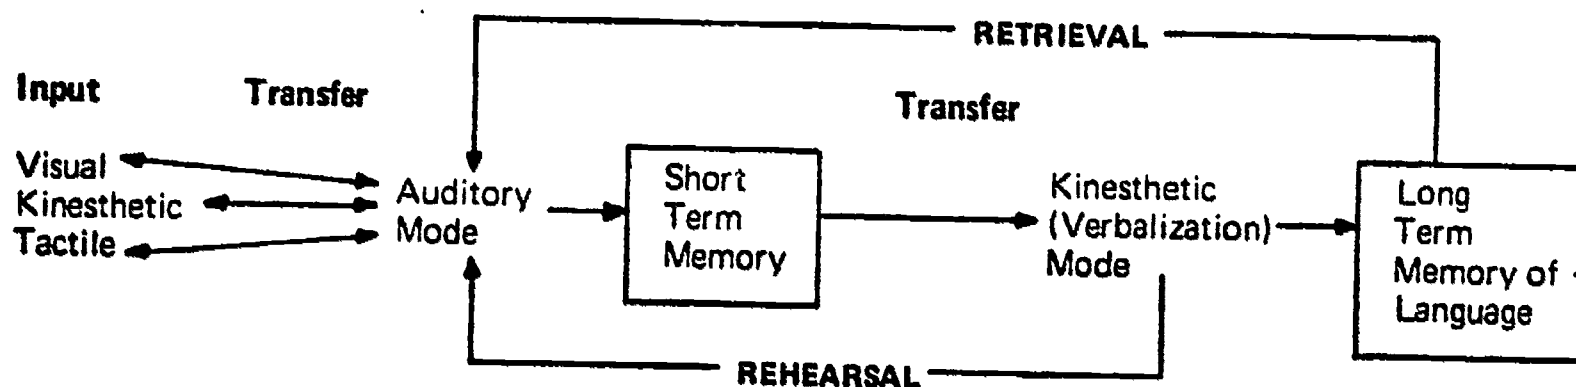 RETRIEVAL
Input
Transfer
Transfer
Visual
Kinesthetic
Tactile
Auditory
Mode
Short
Term
Memory
Kinesthetic
(Verbalization)
Mode
Long
Term
Memory of
Language
REHEARSAL